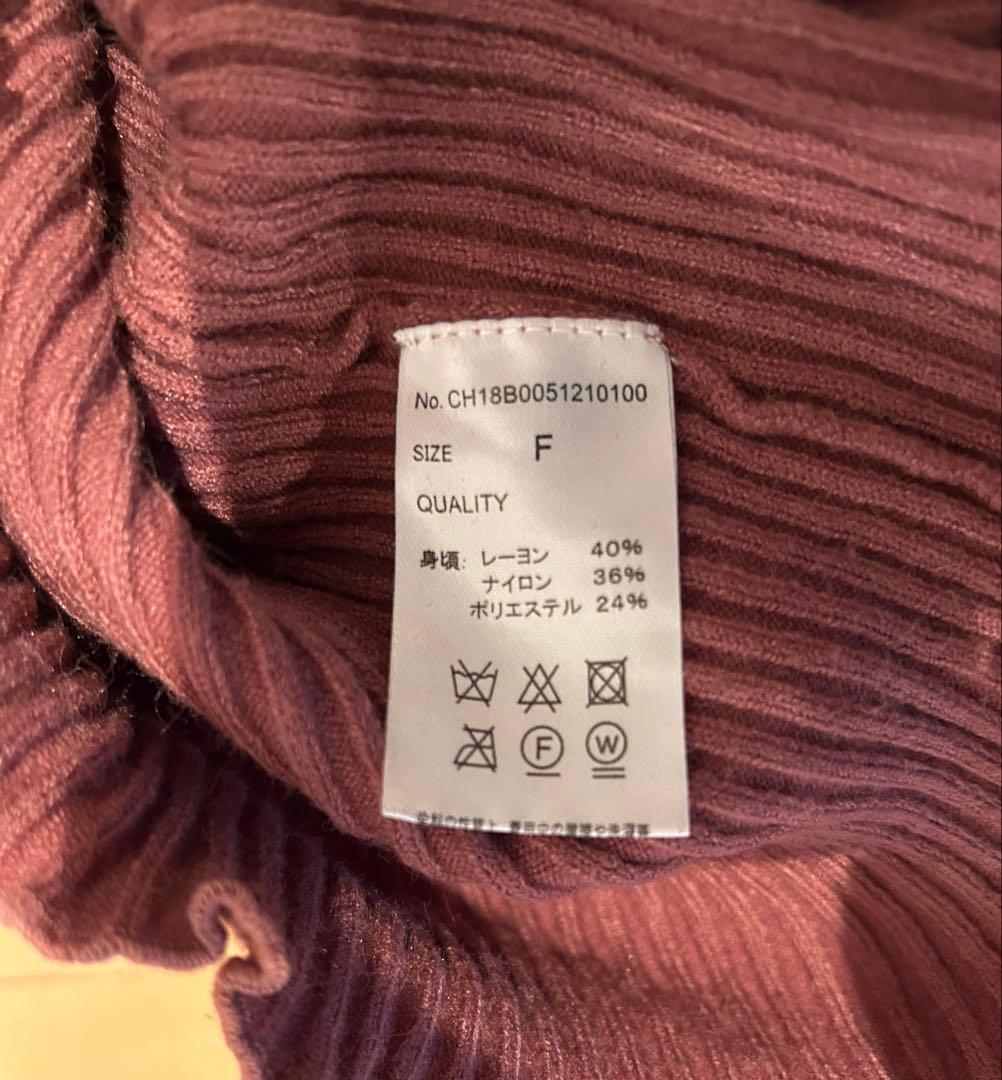 No. CH18B0051210100
SIZE F
QUALITY
身頃: レーヨン 40%
ナイロン 36%
ポリエステル 24%
F W